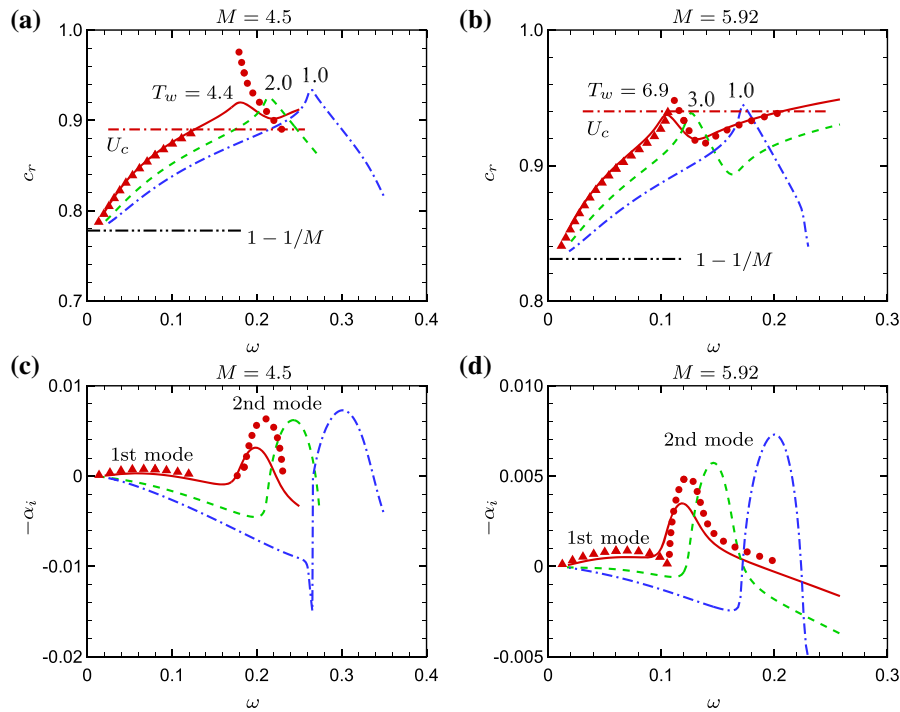 (a)
M = 4.5
1.0
0.9
0.8
0.7
c_r
T_w = 4.4
2.0
1.0
U_c
1 − 1/M
0
0.1
0.2
0.3
0.4
ω
(b)
M = 5.92
1.0
0.9
0.8
c_r
T_w = 6.9
3.0
1.0
U_c
1 − 1/M
0
0.1
0.2
0.3
ω
(c)
M = 4.5
0.01
0
-0.01
-0.02
−α_i
1st mode
2nd mode
0
0.1
0.2
0.3
0.4
ω
(d)
M = 5.92
0.010
0.005
0
-0.005
−α_i
1st mode
2nd mode
0
0.1
0.2
0.3
ω